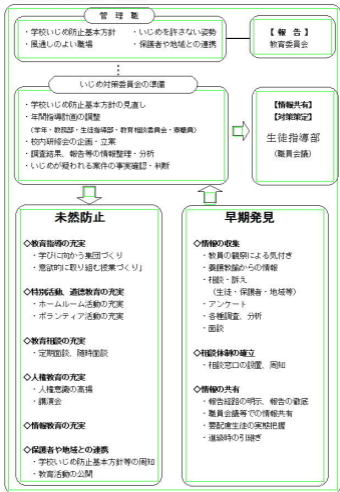 管 理 職
・学校いじめ防止基本方針 ・いじめを許さない姿勢
・風通しのよい職場 ・保護者や地域との連携
【 報 告 】
教育委員会
いじめ対策委員会の準備
・学校いじめ防止基本方針の見直し
・年間指導計画の調整
（学年・教務部・生徒指導部・教育相談委員会・寮職員）
・校内研修会の企画・立案
・調査結果、報告等の情報整理・分析
・いじめが疑われる案件の事実確認・判断
【情報共有】
【対策策定】
生徒指導部
（職員会議）
未然防止
◇教育指導の充実
・学びに向かう集団づくり
・意欲的に取り組む授業づくり」
◇特別活動、道徳教育の充実
・ホームルーム活動の充実
・ボランティア活動の充実
◇教育相談の充実
・定期面談、随時面談
◇人権教育の充実
・人権意識の高揚
・講演会
◇情報教育の充実
◇保護者や地域との連携
・学校いじめ防止基本方針等の周知
・教育活動の公開
早期発見
◇情報の収集
・教員の観察による気付き
・養護教諭からの情報
・相談・訴え
（生徒・保護者・地域等）
・アンケート
・各種調査、分析
・面談
◇相談体制の確立
・相談窓口の設置、周知
◇情報の共有
・報告経路の明示、報告の徹底
・職員会議等での情報共有
・要配慮生徒の実態把握
・進級時の引継ぎ